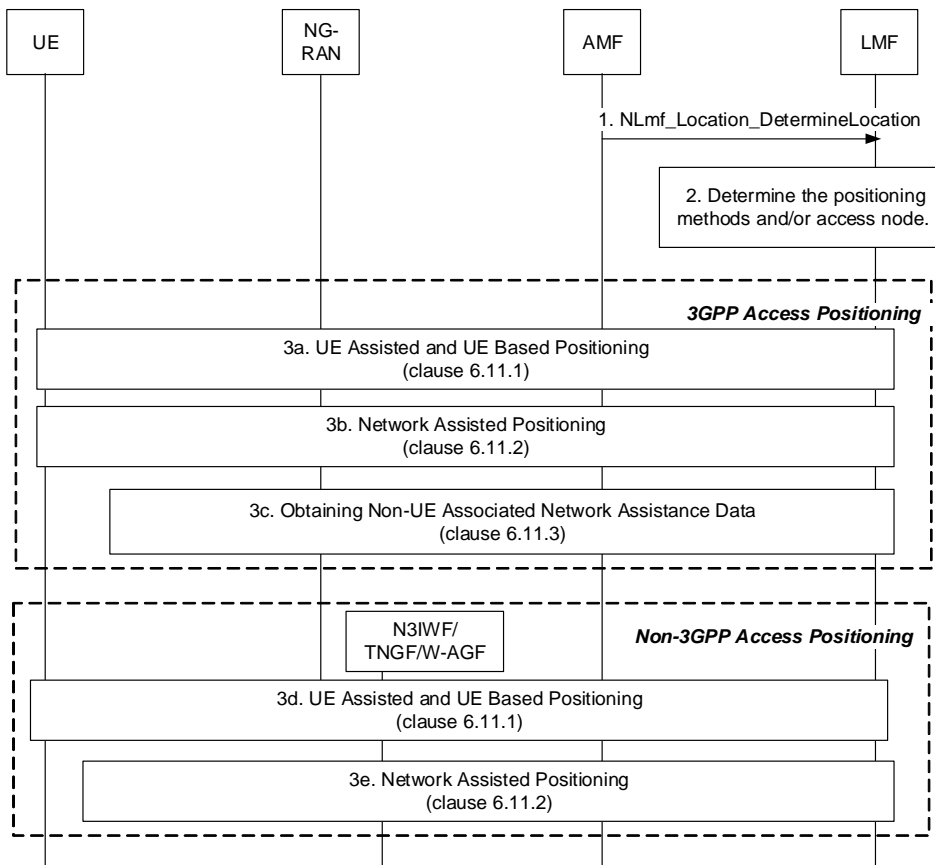 UE
NG-
RAN
AMF
LMF
1. NLmf_Location_DetermineLocation
2. Determine the positioning
methods and/or access node.
3GPP Access Positioning
3a. UE Assisted and UE Based Positioning
(clause 6.11.1)
3b. Network Assisted Positioning
(clause 6.11.2)
3c. Obtaining Non-UE Associated Network Assistance Data
(clause 6.11.3)
N3IWF/
TNGF/W-AGF
Non-3GPP Access Positioning
3d. UE Assisted and UE Based Positioning
(clause 6.11.1)
3e. Network Assisted Positioning
(clause 6.11.2)